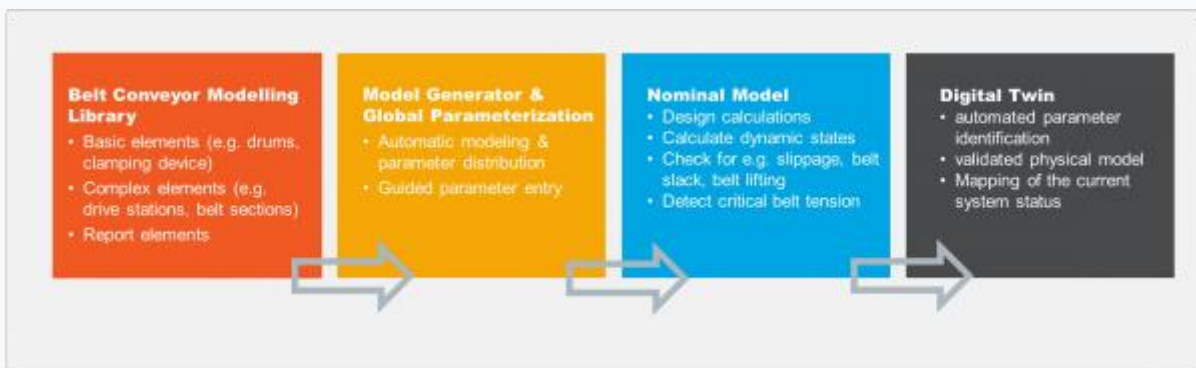 Belt Conveyor Modelling
Library
• Basic elements (e.g. drums,
clamping device)
• Complex elements (e.g.
drive stations, belt sections)
• Report elements
Model Generator &
Global Parameterization
• Automatic modeling &
parameter distribution
• Guided parameter entry
Nominal Model
• Design calculations
• Calculate dynamic states
• Check for e.g. slippage, belt
slack, belt lifting
• Detect critical belt tension
Digital Twin
• automated parameter
identification
• validated physical model
• Mapping of the current
system status